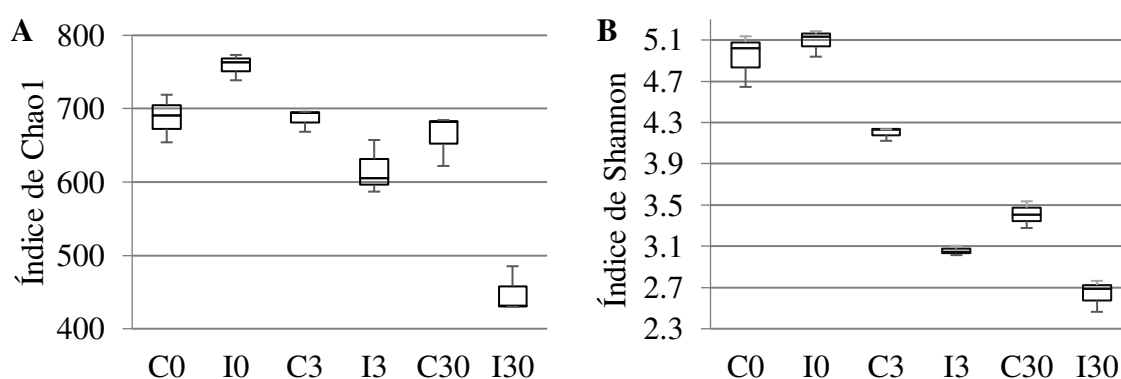 A
Índice de Chao1
800
700
600
500
400
C0 I0 C3 I3 C30 I30
B
Índice de Shannon
5.1
4.7
4.3
3.9
3.5
3.1
2.7
2.3
C0 I0 C3 I3 C30 I30